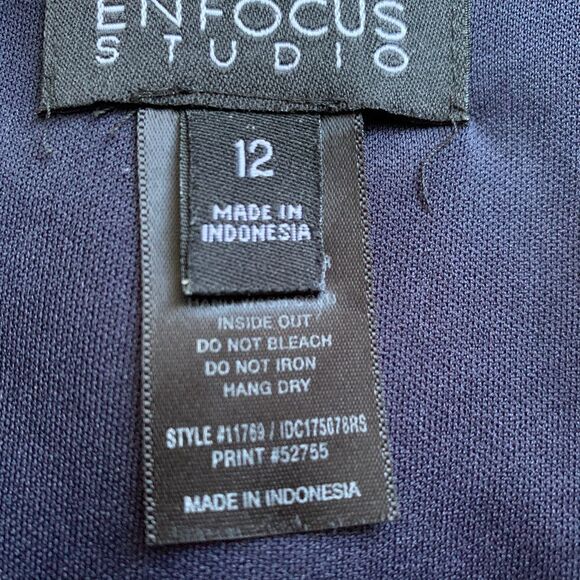 ENFOCUS
STUDIO
12
MADE IN
INDONESIA
INSIDE OUT
DO NOT BLEACH
DO NOT IRON
HANG DRY
STYLE #11769 / IDC175078RS
PRINT #52755
MADE IN INDONESIA